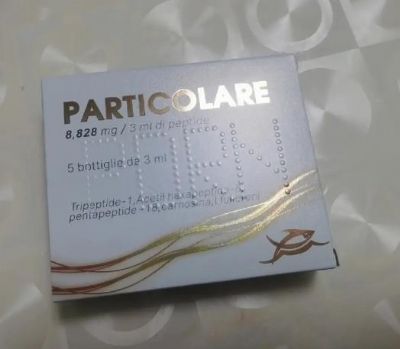 PARTICOLARE
8,828 mg / 3 ml di peptide
5 bottiglie da 3 ml
Tripeptide -1, Acetil hexapeptide
pentapeptide -18, carnosina,